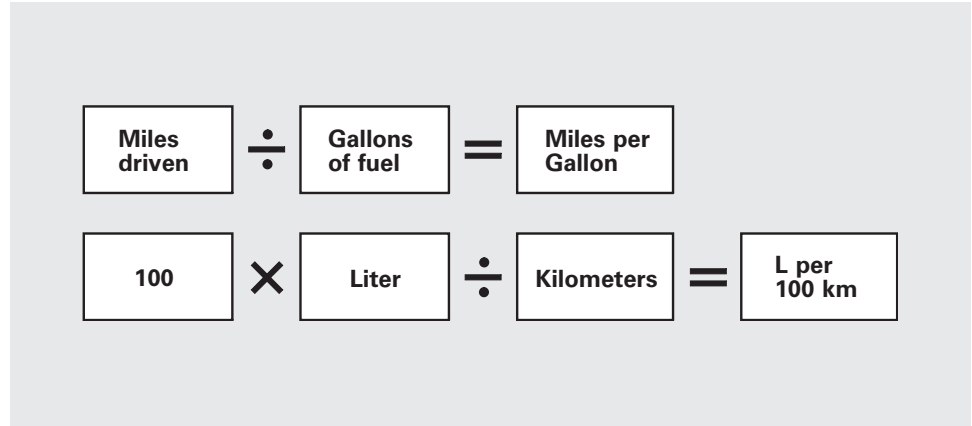 Miles
driven ÷ Gallons
of fuel = Miles per
Gallon
100 × Liter ÷ Kilometers = L per
100 km